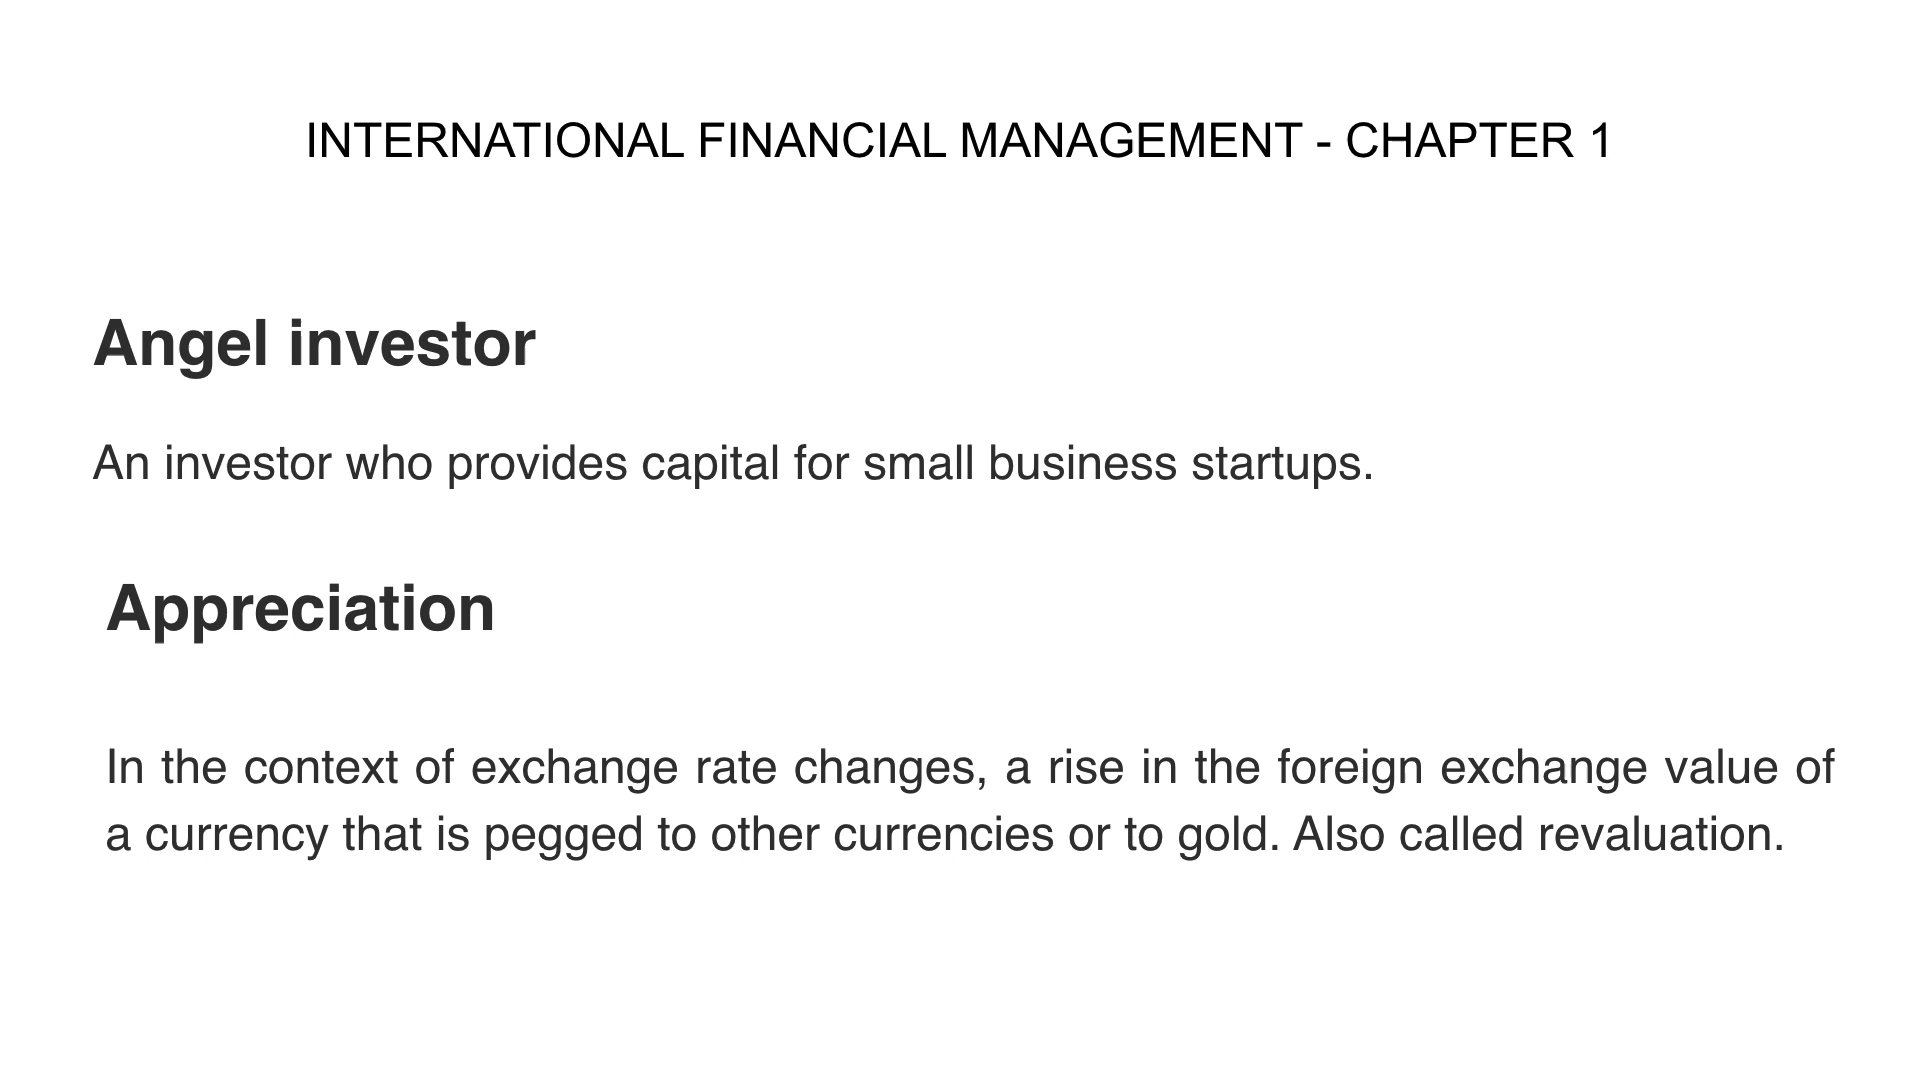 INTERNATIONAL FINANCIAL MANAGEMENT - CHAPTER 1
Angel investor
An investor who provides capital for small business startups.
Appreciation
In the context of exchange rate changes, a rise in the foreign exchange value of
a currency that is pegged to other currencies or to gold. Also called revaluation.